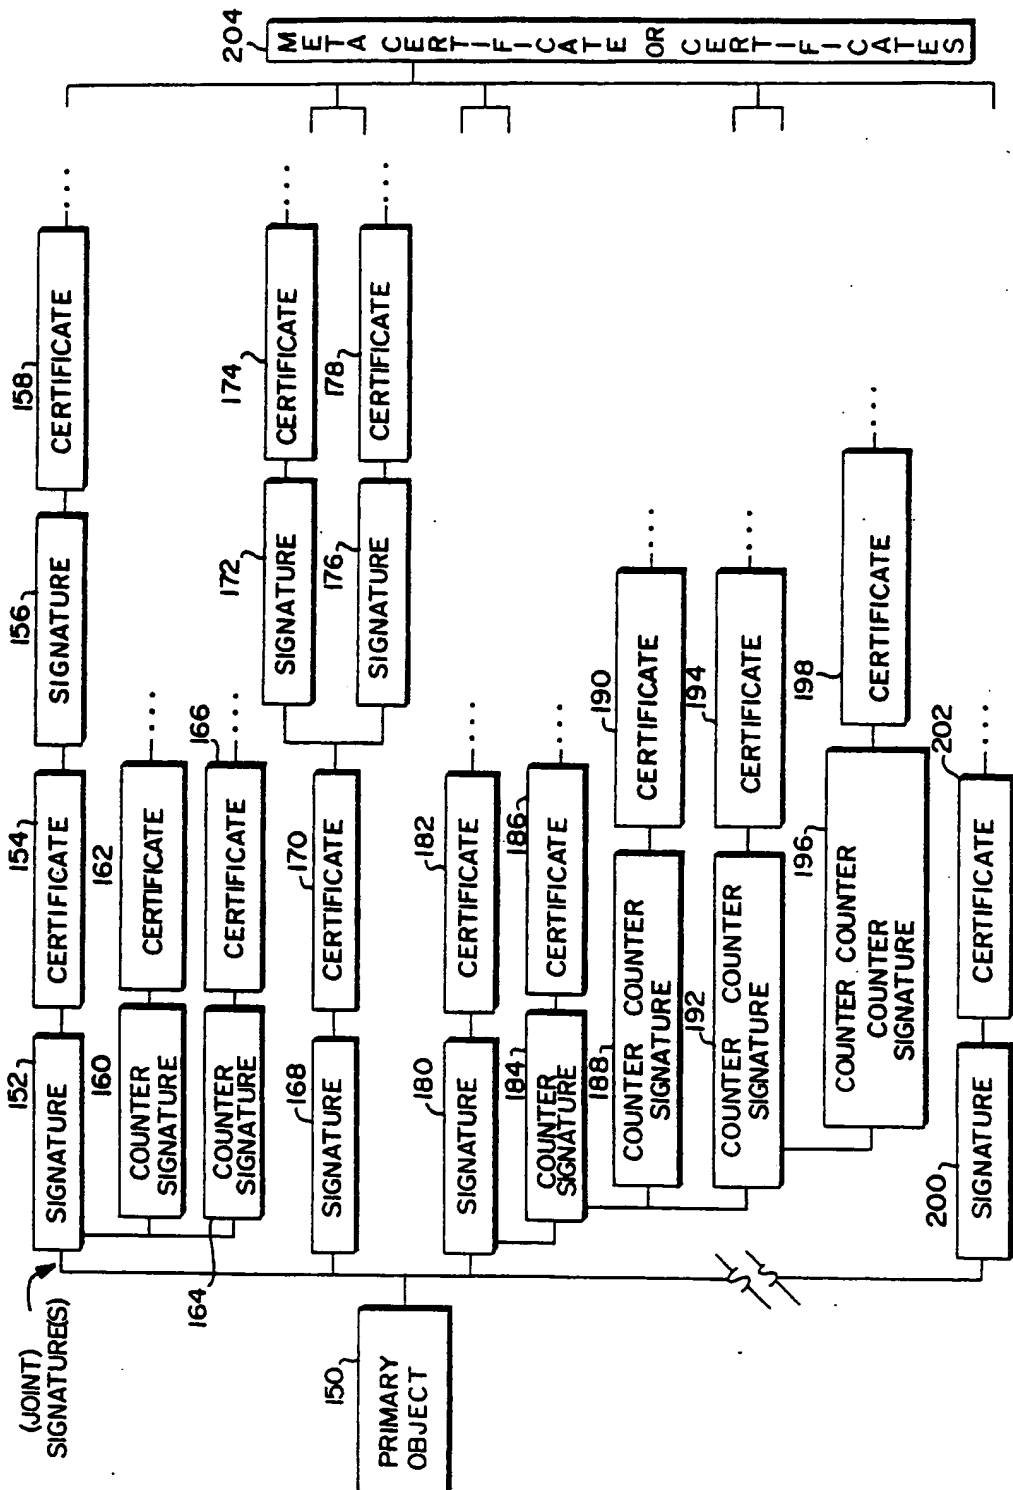 (JOINT)
SIGNATURE(S)
150
PRIMARY
OBJECT
152
SIGNATURE
154
CERTIFICATE
156
SIGNATURE
158
CERTIFICATE
....
160
COUNTER
SIGNATURE
162
CERTIFICATE
....
164
COUNTER
SIGNATURE
166
CERTIFICATE
....
168
SIGNATURE
170
CERTIFICATE
172
SIGNATURE
174
CERTIFICATE
....
176
SIGNATURE
178
CERTIFICATE
....
180
SIGNATURE
182
CERTIFICATE
....
184
COUNTER
SIGNATURE
186
CERTIFICATE
....
188
COUNTER COUNTER
SIGNATURE
190
CERTIFICATE
....
192
COUNTER COUNTER
SIGNATURE
194
CERTIFICATE
....
196
COUNTER COUNTER
COUNTER
SIGNATURE
198
CERTIFICATE
....
200
SIGNATURE
202
CERTIFICATE
....
204
META CERTIFICATE OR CERTIFICATES